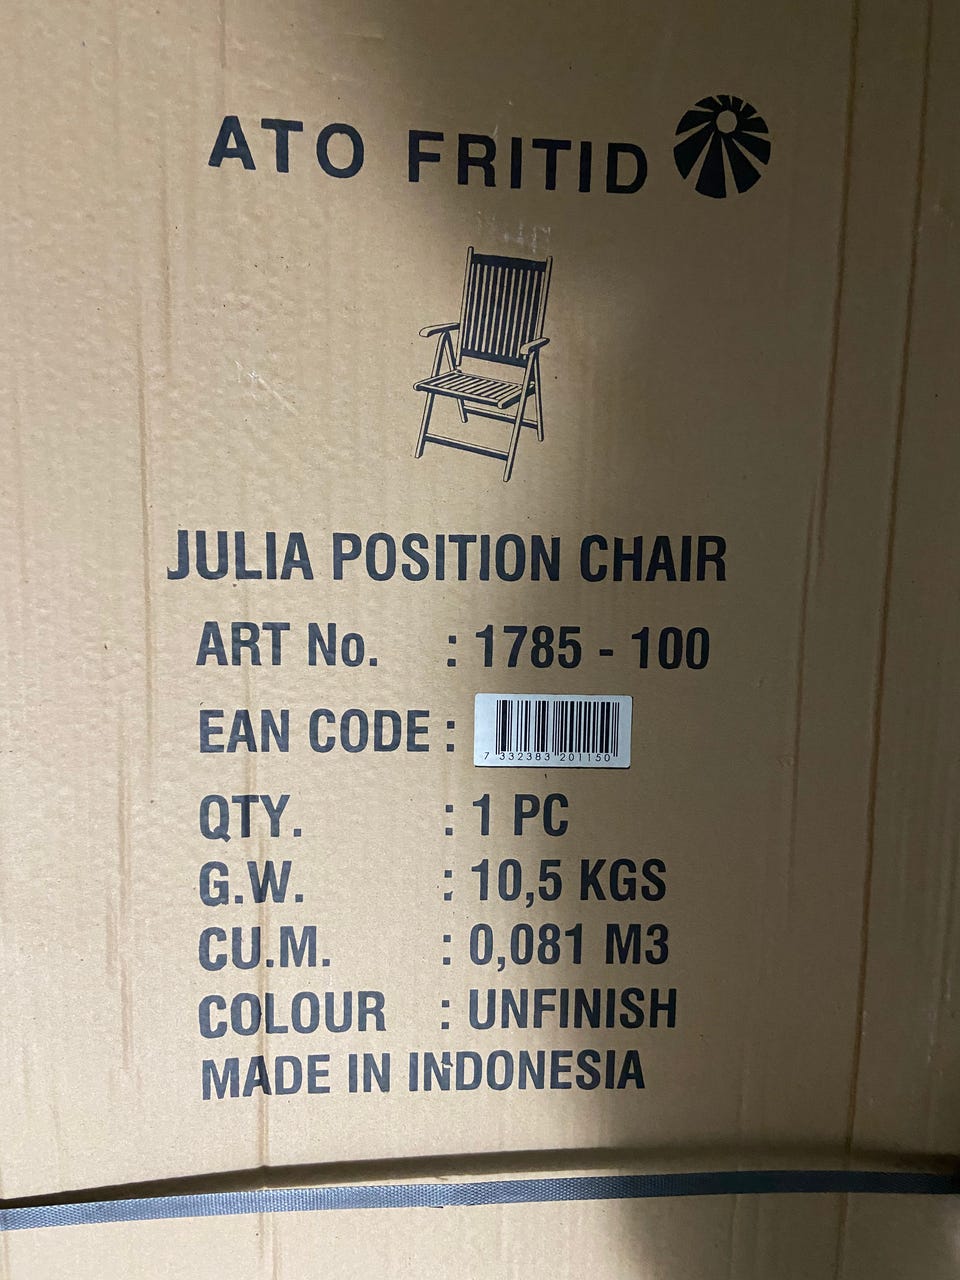 ATO FRITID
JULIA POSITION CHAIR
ART No. : 1785 - 100
EAN CODE :
7 332383 201150
QTY. : 1 PC
G.W. : 10,5 KGS
CU.M. : 0,081 M3
COLOUR : UNFINISH
MADE IN INDONESIA